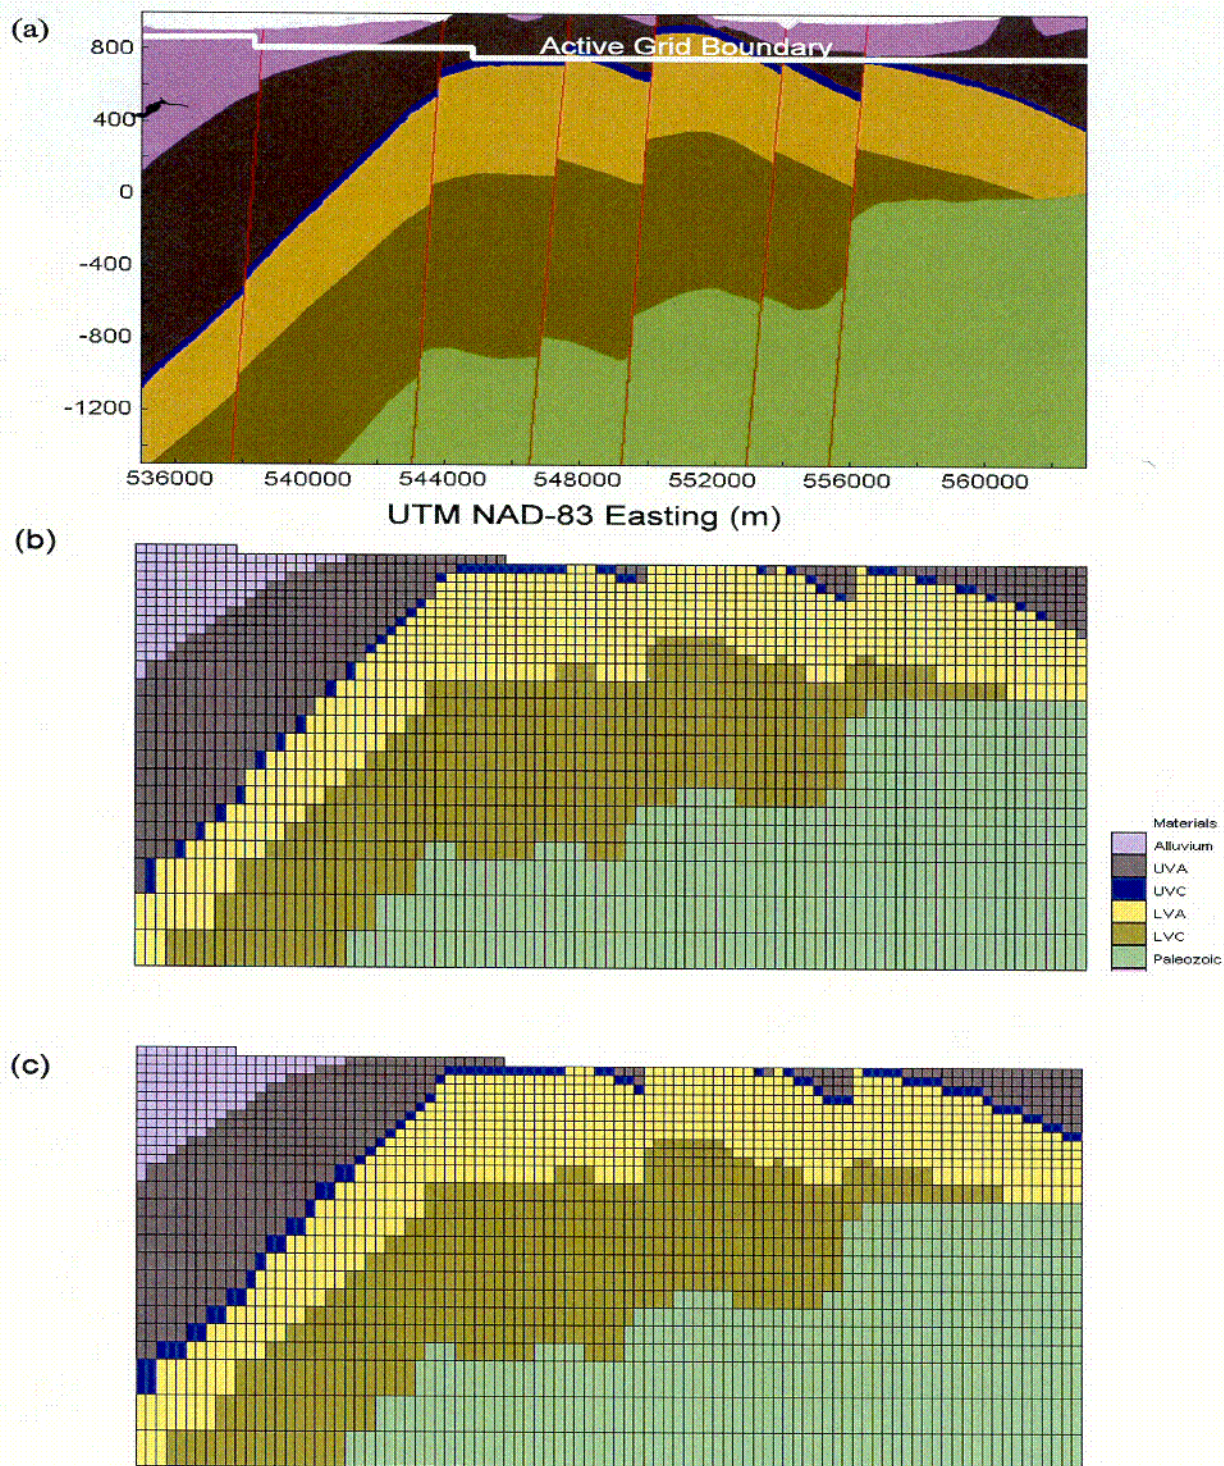 (a)
Active Grid Boundary
800
400
0
-400
-800
-1200
536000 540000 544000 548000 552000 556000 560000
UTM NAD-83 Easting (m)
(b)
Materials
Alluvium
UVA
UVC
LVA
LVC
Paleozoic
(c)